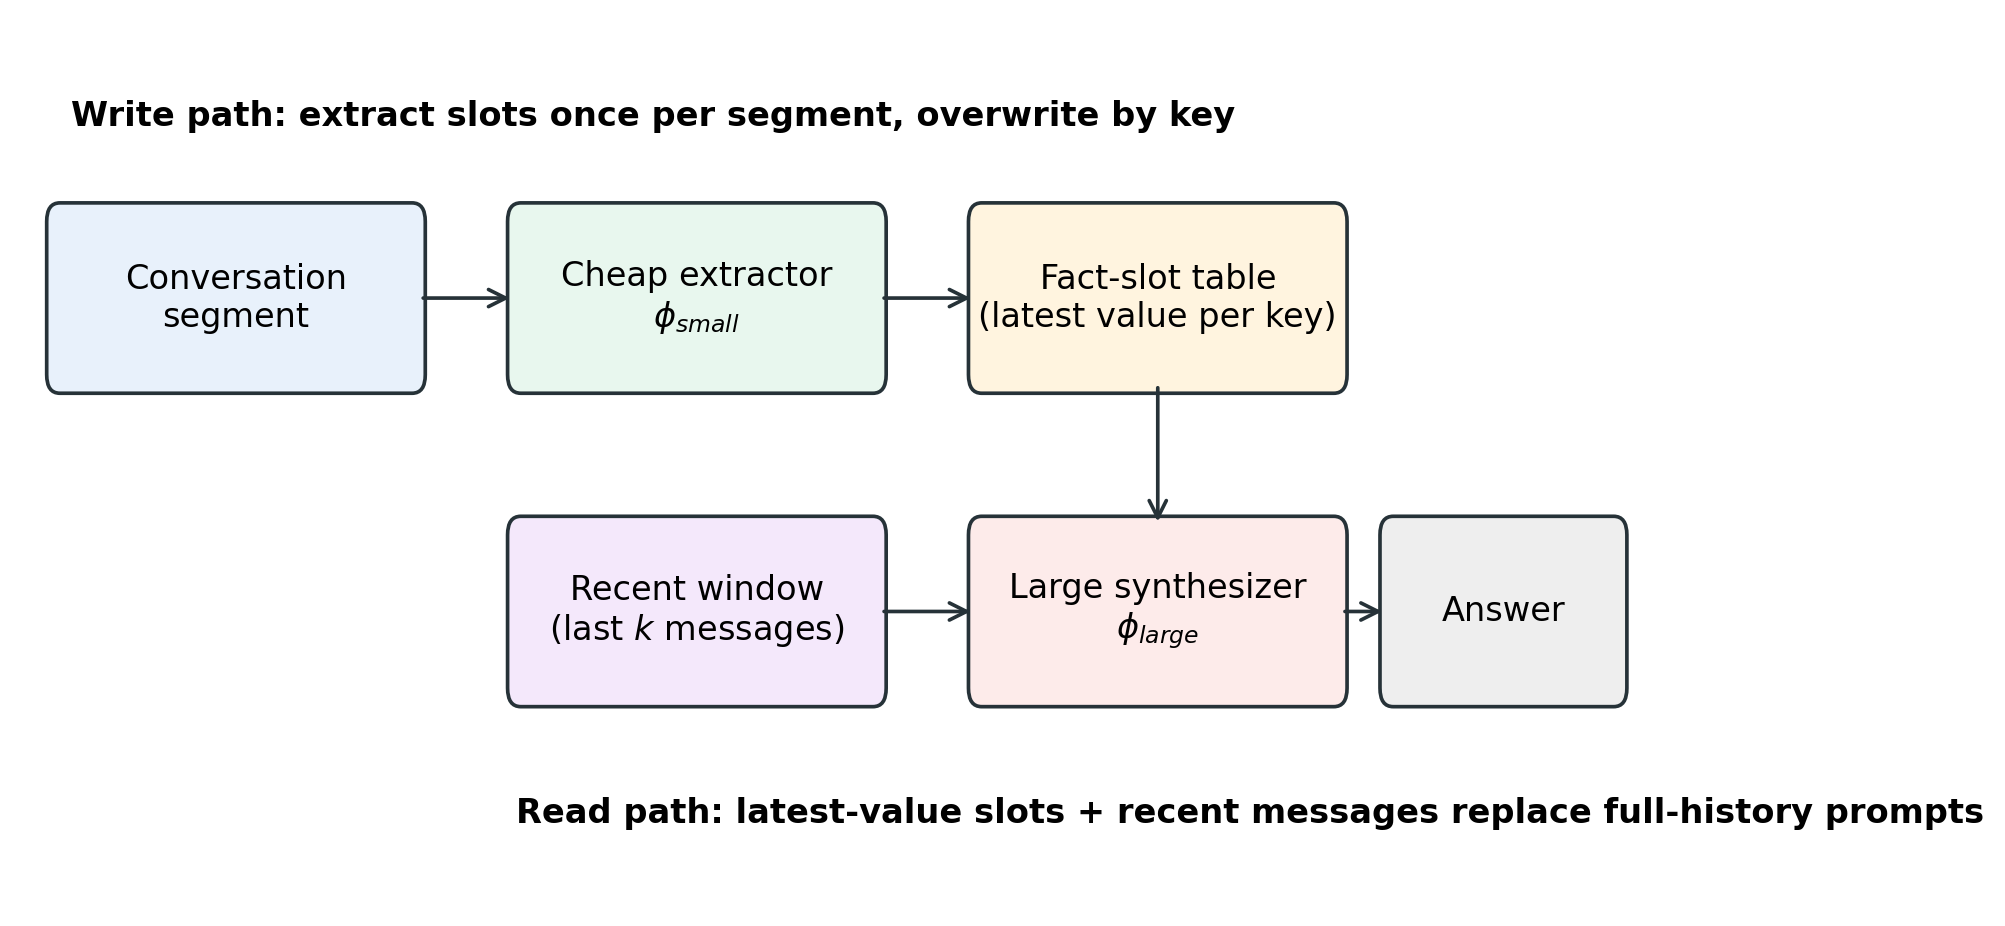 Write path: extract slots once per segment, overwrite by key
Conversation
segment
Cheap extractor
ϕsmall
Fact-slot table
(latest value per key)
Recent window
(last k messages)
Large synthesizer
ϕlarge
Answer
Read path: latest-value slots + recent messages replace full-history prompts